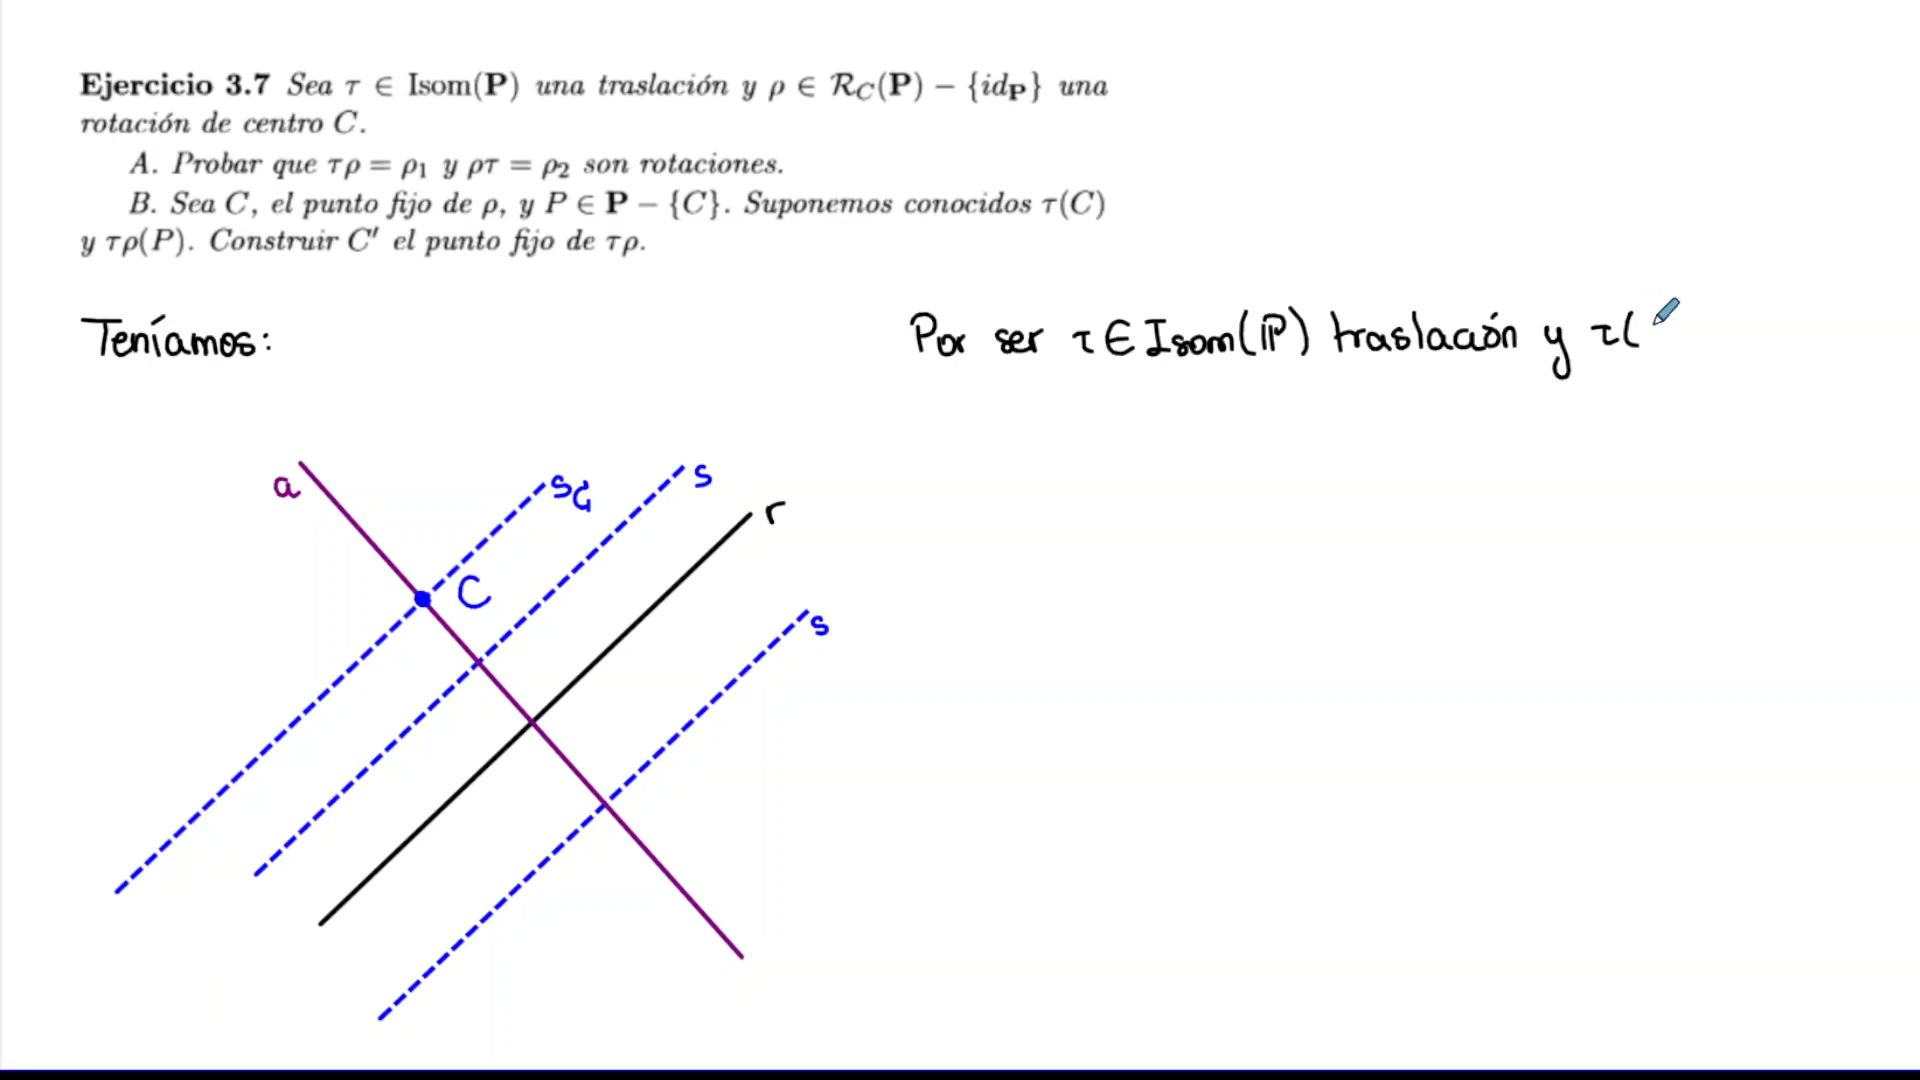 Ejercicio 3.7 Sea τ ∈ Isom(P) una traslación y ρ ∈ R_C(P) − {id_P} una
rotación de centro C.
A. Probar que τρ = ρ₁ y ρτ = ρ₂ son rotaciones.
B. Sea C, el punto fijo de ρ, y P ∈ P − {C}. Suponemos conocidos τ(C)
y τρ(P). Construir C′ el punto fijo de τρ.
Teníamos:
Por ser τ ∈ Isom(ℙ) traslación y τ(
a
s_C
s
r
C
s